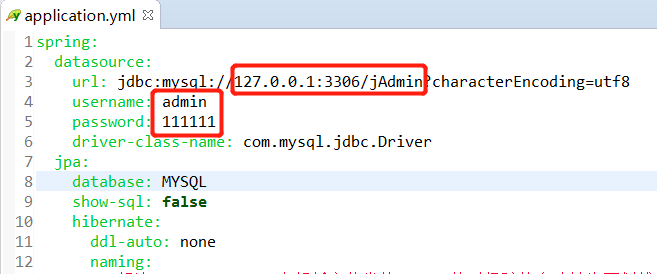 application.yml
1 spring:
2 datasource:
3 url: jdbc:mysql://127.0.0.1:3306/jAdmin?characterEncoding=utf8
4 username: admin
5 password: 111111
6 driver-class-name: com.mysql.jdbc.Driver
7 jpa:
8 database: MYSQL
9 show-sql: false
10 hibernate:
11 ddl-auto: none
12 naming: